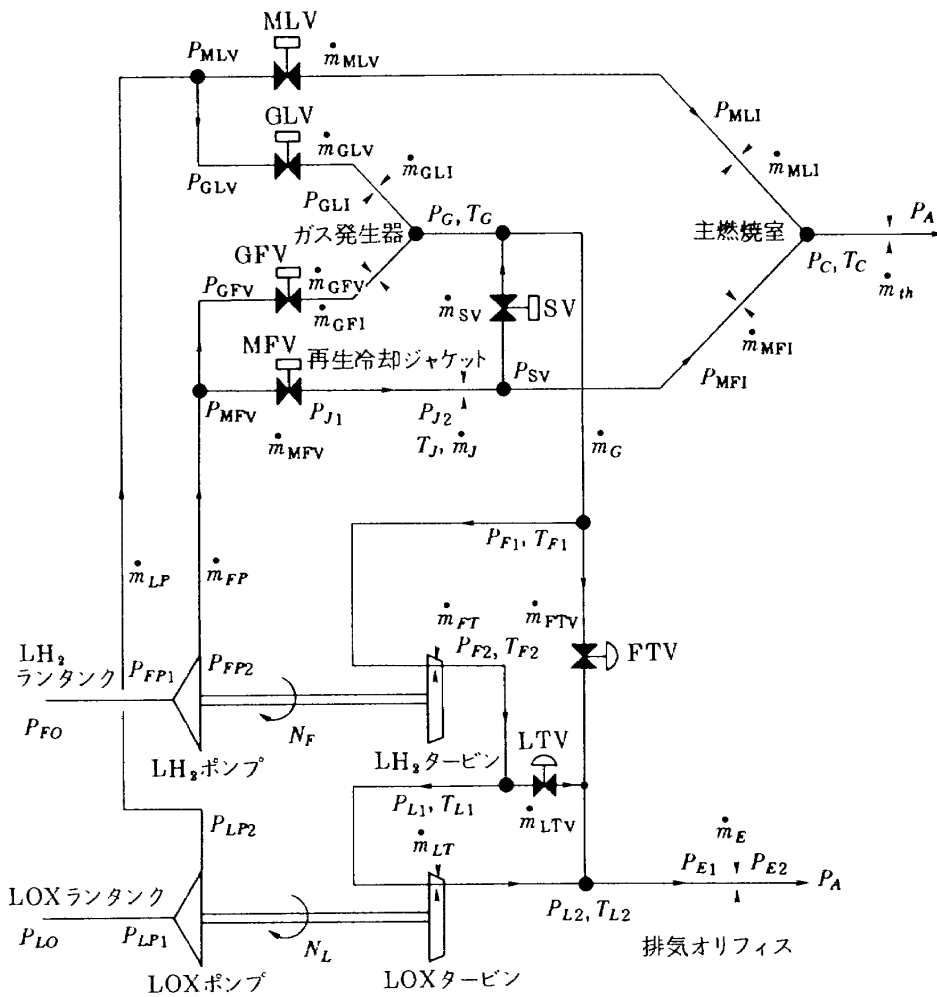 MLV
P_MLV
ṁ_MLV
GLV
ṁ_GLV
ṁ_GLI
P_MLI
ṁ_MLI
P_GLV
P_GLI
P_G, T_G
ガス発生器
主燃焼室
P_A
P_C, T_C
ṁ_th
GFV
ṁ_GFV
P_GFV
ṁ_GFI
ṁ_SV
SV
MFV
再生冷却ジャケット
ṁ_MFI
P_SV
P_MFI
P_MFV
P_J1
P_J2
ṁ_MFV
T_J, ṁ_J
ṁ_G
P_F1, T_F1
ṁ_LP
ṁ_FP
ṁ_FT
ṁ_FTV
P_F2, T_F2
FTV
LH₂
ランタンク
P_FP1
P_FP2
P_FO
N_F
LH₂ポンプ
LH₂タービン
LTV
P_L1, T_L1
ṁ_LTV
P_LP2
ṁ_LT
ṁ_E
P_E1
P_E2
P_A
LOXランタンク
P_LO
P_LP1
N_L
P_L2, T_L2
排気オリフィス
LOXポンプ
LOXタービン